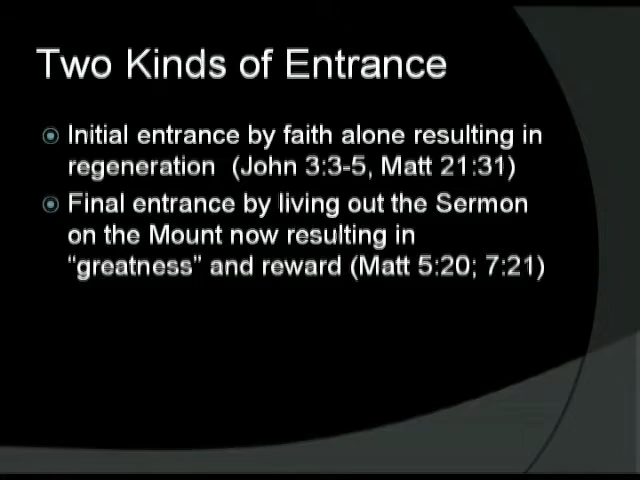 Two Kinds of Entrance
Initial entrance by faith alone resulting in
regeneration (John 3:3-5, Matt 21:31)
Final entrance by living out the Sermon
on the Mount now resulting in
“greatness” and reward (Matt 5:20; 7:21)